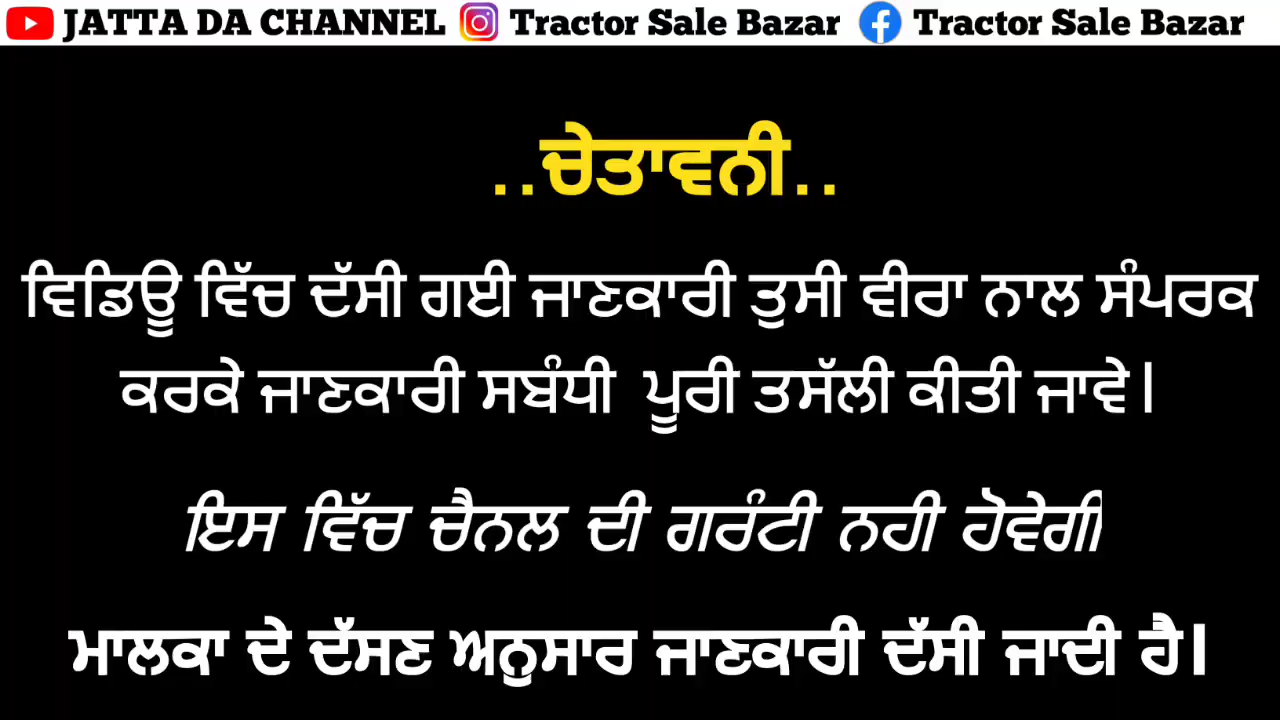 JATTA DA CHANNEL Tractor Sale Bazar Tractor Sale Bazar
..ਚੇਤਾਵਨੀ..
ਵਿਡਿਊ ਵਿੱਚ ਦੱਸੀ ਗਈ ਜਾਣਕਾਰੀ ਤੁਸੀ ਵੀਰਾ ਨਾਲ ਸੰਪਰਕ
ਕਰਕੇ ਜਾਣਕਾਰੀ ਸਬੰਧੀ ਪੂਰੀ ਤਸੱਲੀ ਕੀਤੀ ਜਾਵੇ।
ਇਸ ਵਿੱਚ ਚੈਨਲ ਦੀ ਗਰੰਟੀ ਨਹੀ ਹੋਵੇਗੀ
ਮਾਲਕਾ ਦੇ ਦੱਸਣ ਅਨੁਸਾਰ ਜਾਣਕਾਰੀ ਦੱਸੀ ਜਾਦੀ ਹੈ।